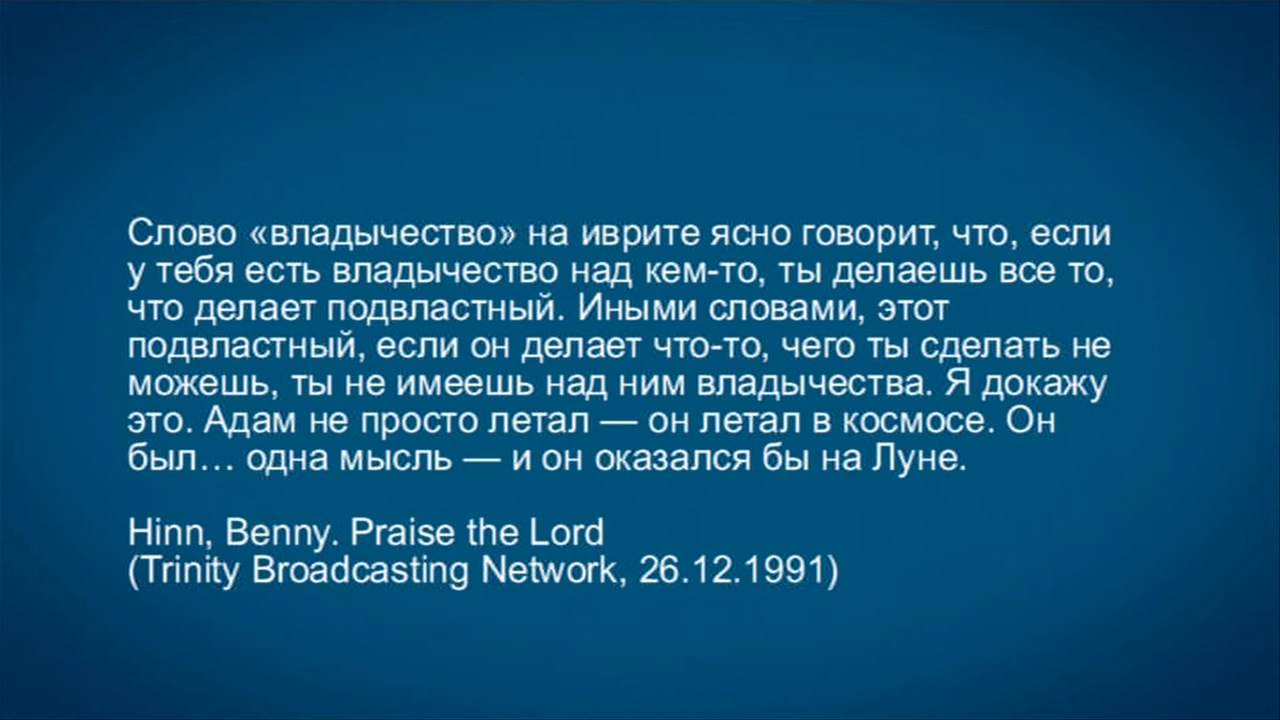 Слово «владычество» на иврите ясно говорит, что, если
у тебя есть владычество над кем-то, ты делаешь все то,
что делает подвластный. Иными словами, этот
подвластный, если он делает что-то, чего ты сделать не
можешь, ты не имеешь над ним владычества. Я докажу
это. Адам не просто летал — он летал в космосе. Он
был… одна мысль — и он оказался бы на Луне.
Hinn, Benny. Praise the Lord
(Trinity Broadcasting Network, 26.12.1991)